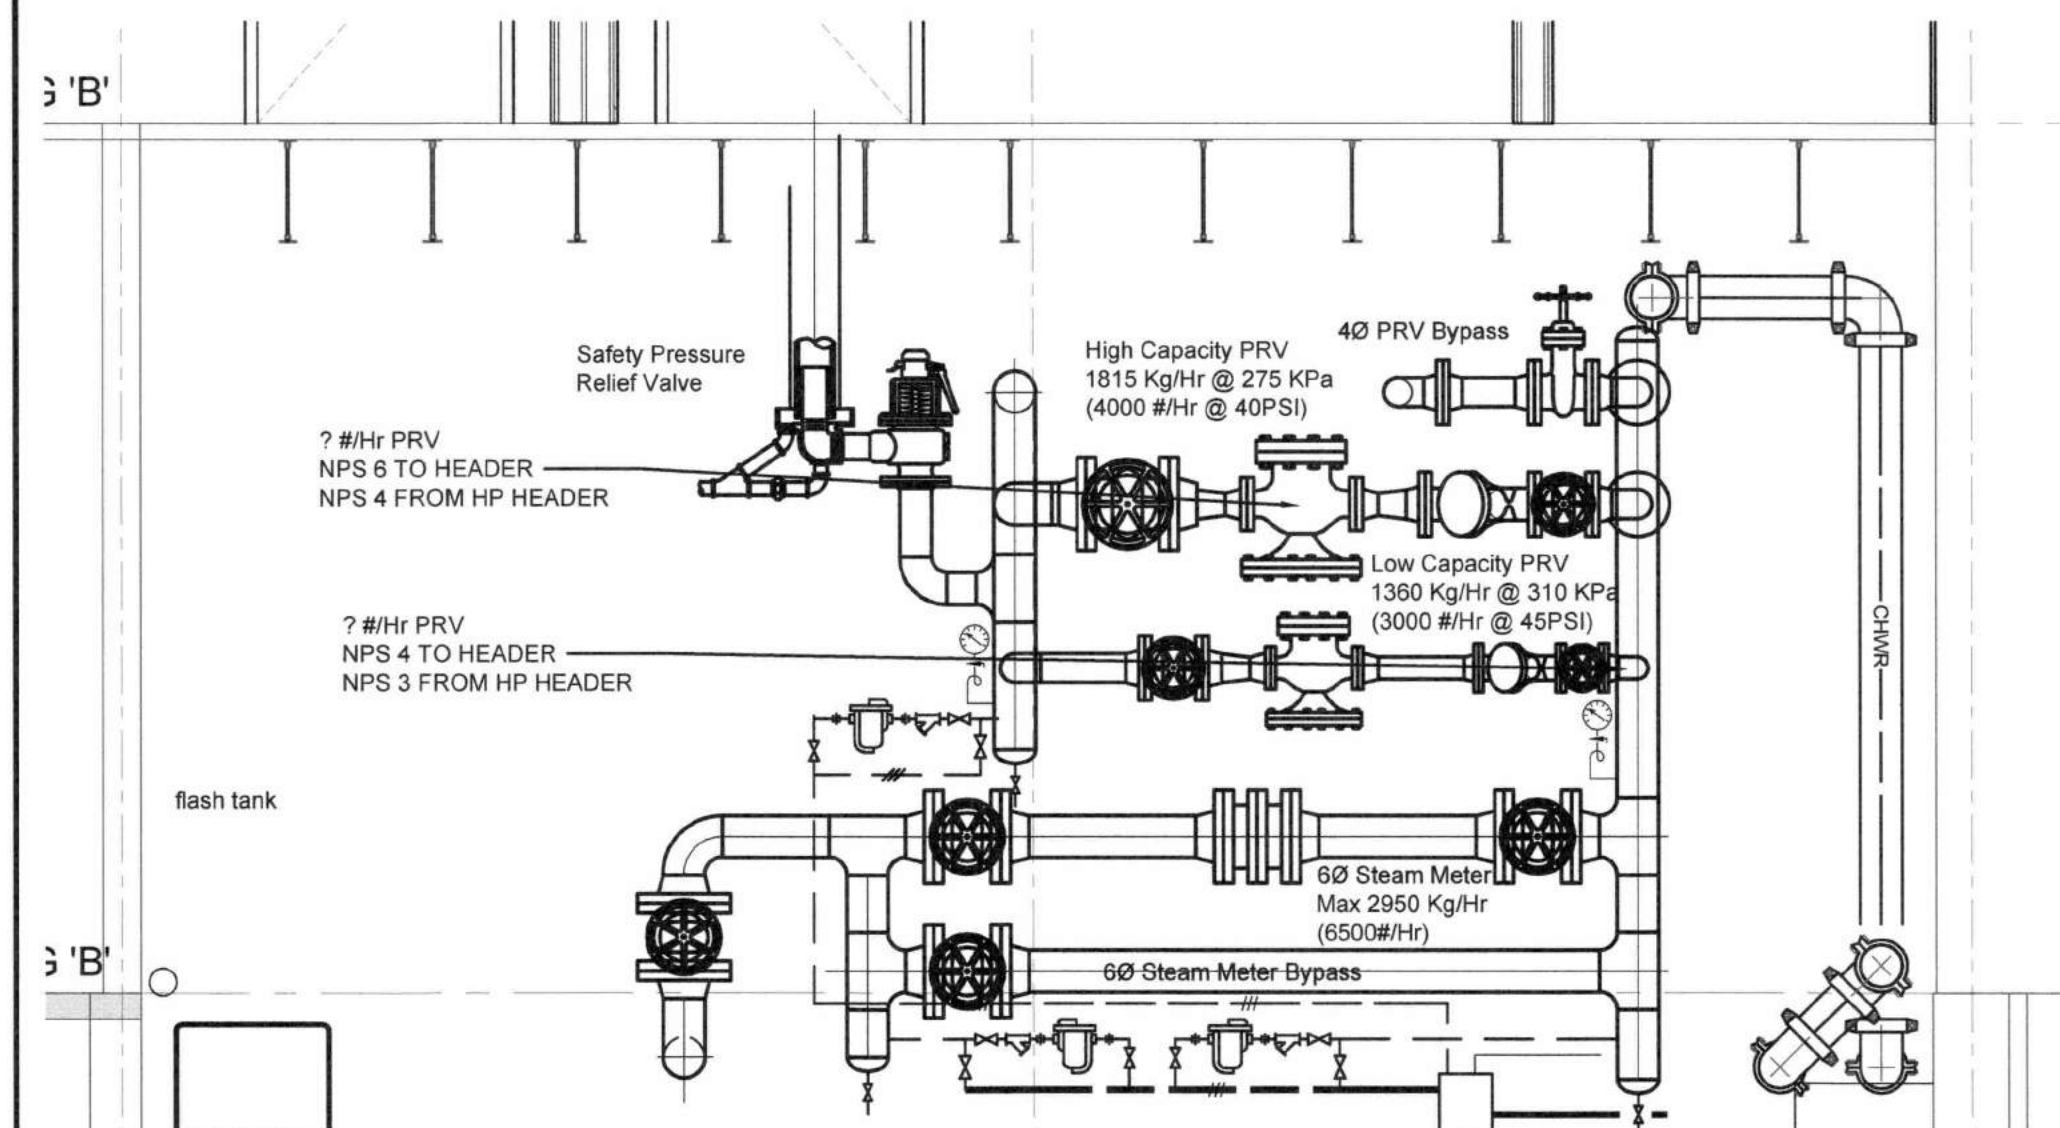 G 'B'
Safety Pressure
Relief Valve
High Capacity PRV
1815 Kg/Hr @ 275 KPa
(4000 #/Hr @ 40PSI)
4Ø PRV Bypass
? #/Hr PRV
NPS 6 TO HEADER
NPS 4 FROM HP HEADER
Low Capacity PRV
1360 Kg/Hr @ 310 KPa
(3000 #/Hr @ 45PSI)
? #/Hr PRV
NPS 4 TO HEADER
NPS 3 FROM HP HEADER
CHWR
flash tank
6Ø Steam Meter
Max 2950 Kg/Hr
(6500#/Hr)
G 'B'
6Ø Steam Meter Bypass